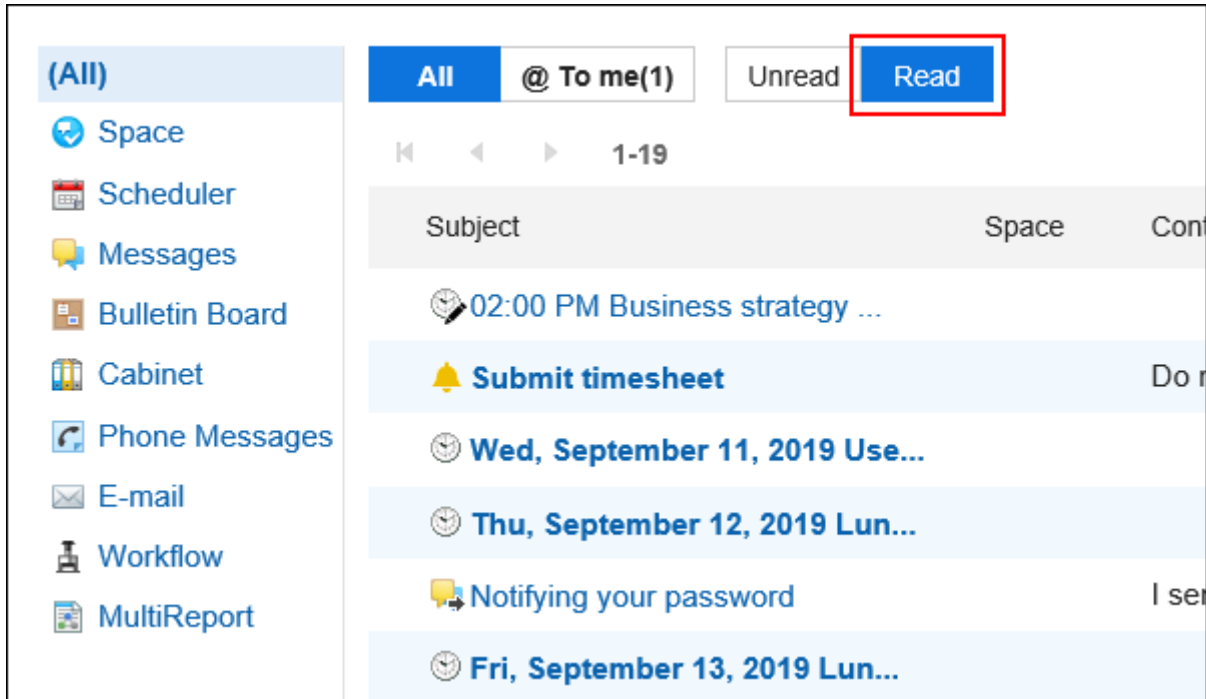 (All)
Space
Scheduler
Messages
Bulletin Board
Cabinet
Phone Messages
E-mail
Workflow
MultiReport
All @ To me(1) Unread Read
1-19
Subject Space
02:00 PM Business strategy ...
Submit timesheet Do
Wed, September 11, 2019 Use...
Thu, September 12, 2019 Lun...
Notifying your password I
Fri, September 13, 2019 Lun...